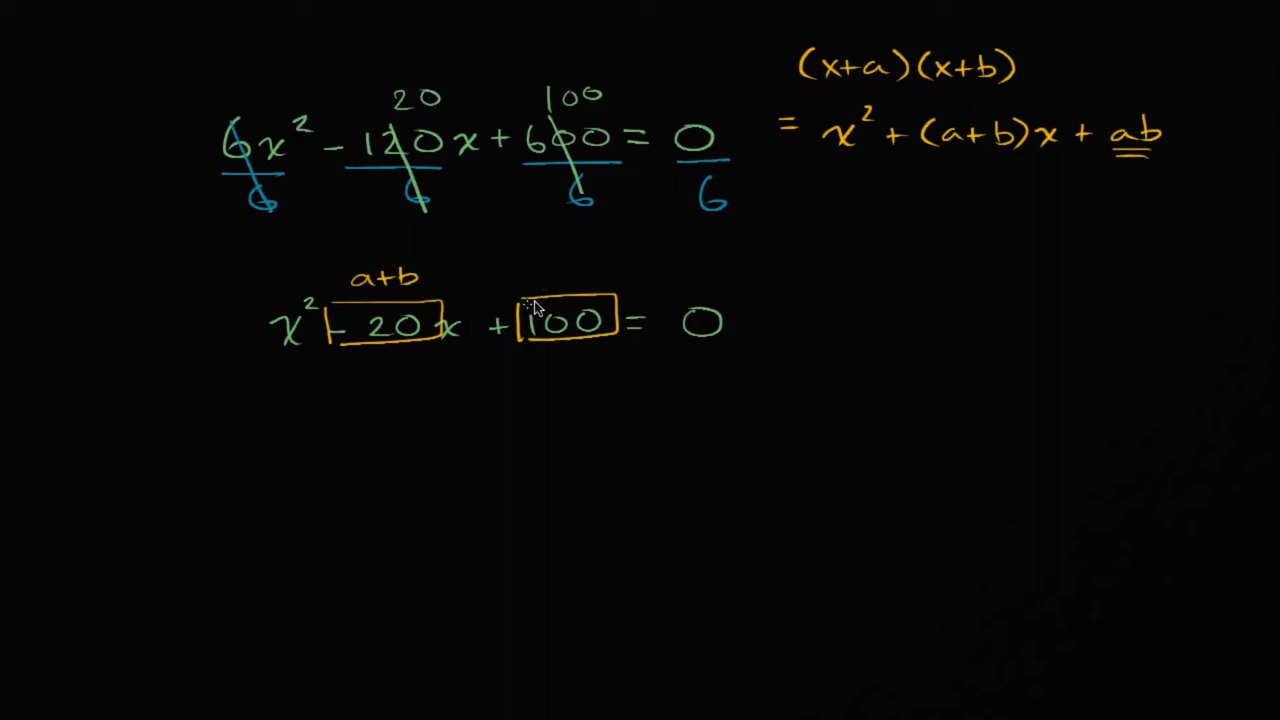 (x+a)(x+b)
20 100
6x² - 120x + 600 = 0
= x² + (a+b)x + ab
6 6 6 6
a+b
x² - 20x + 100 = 0